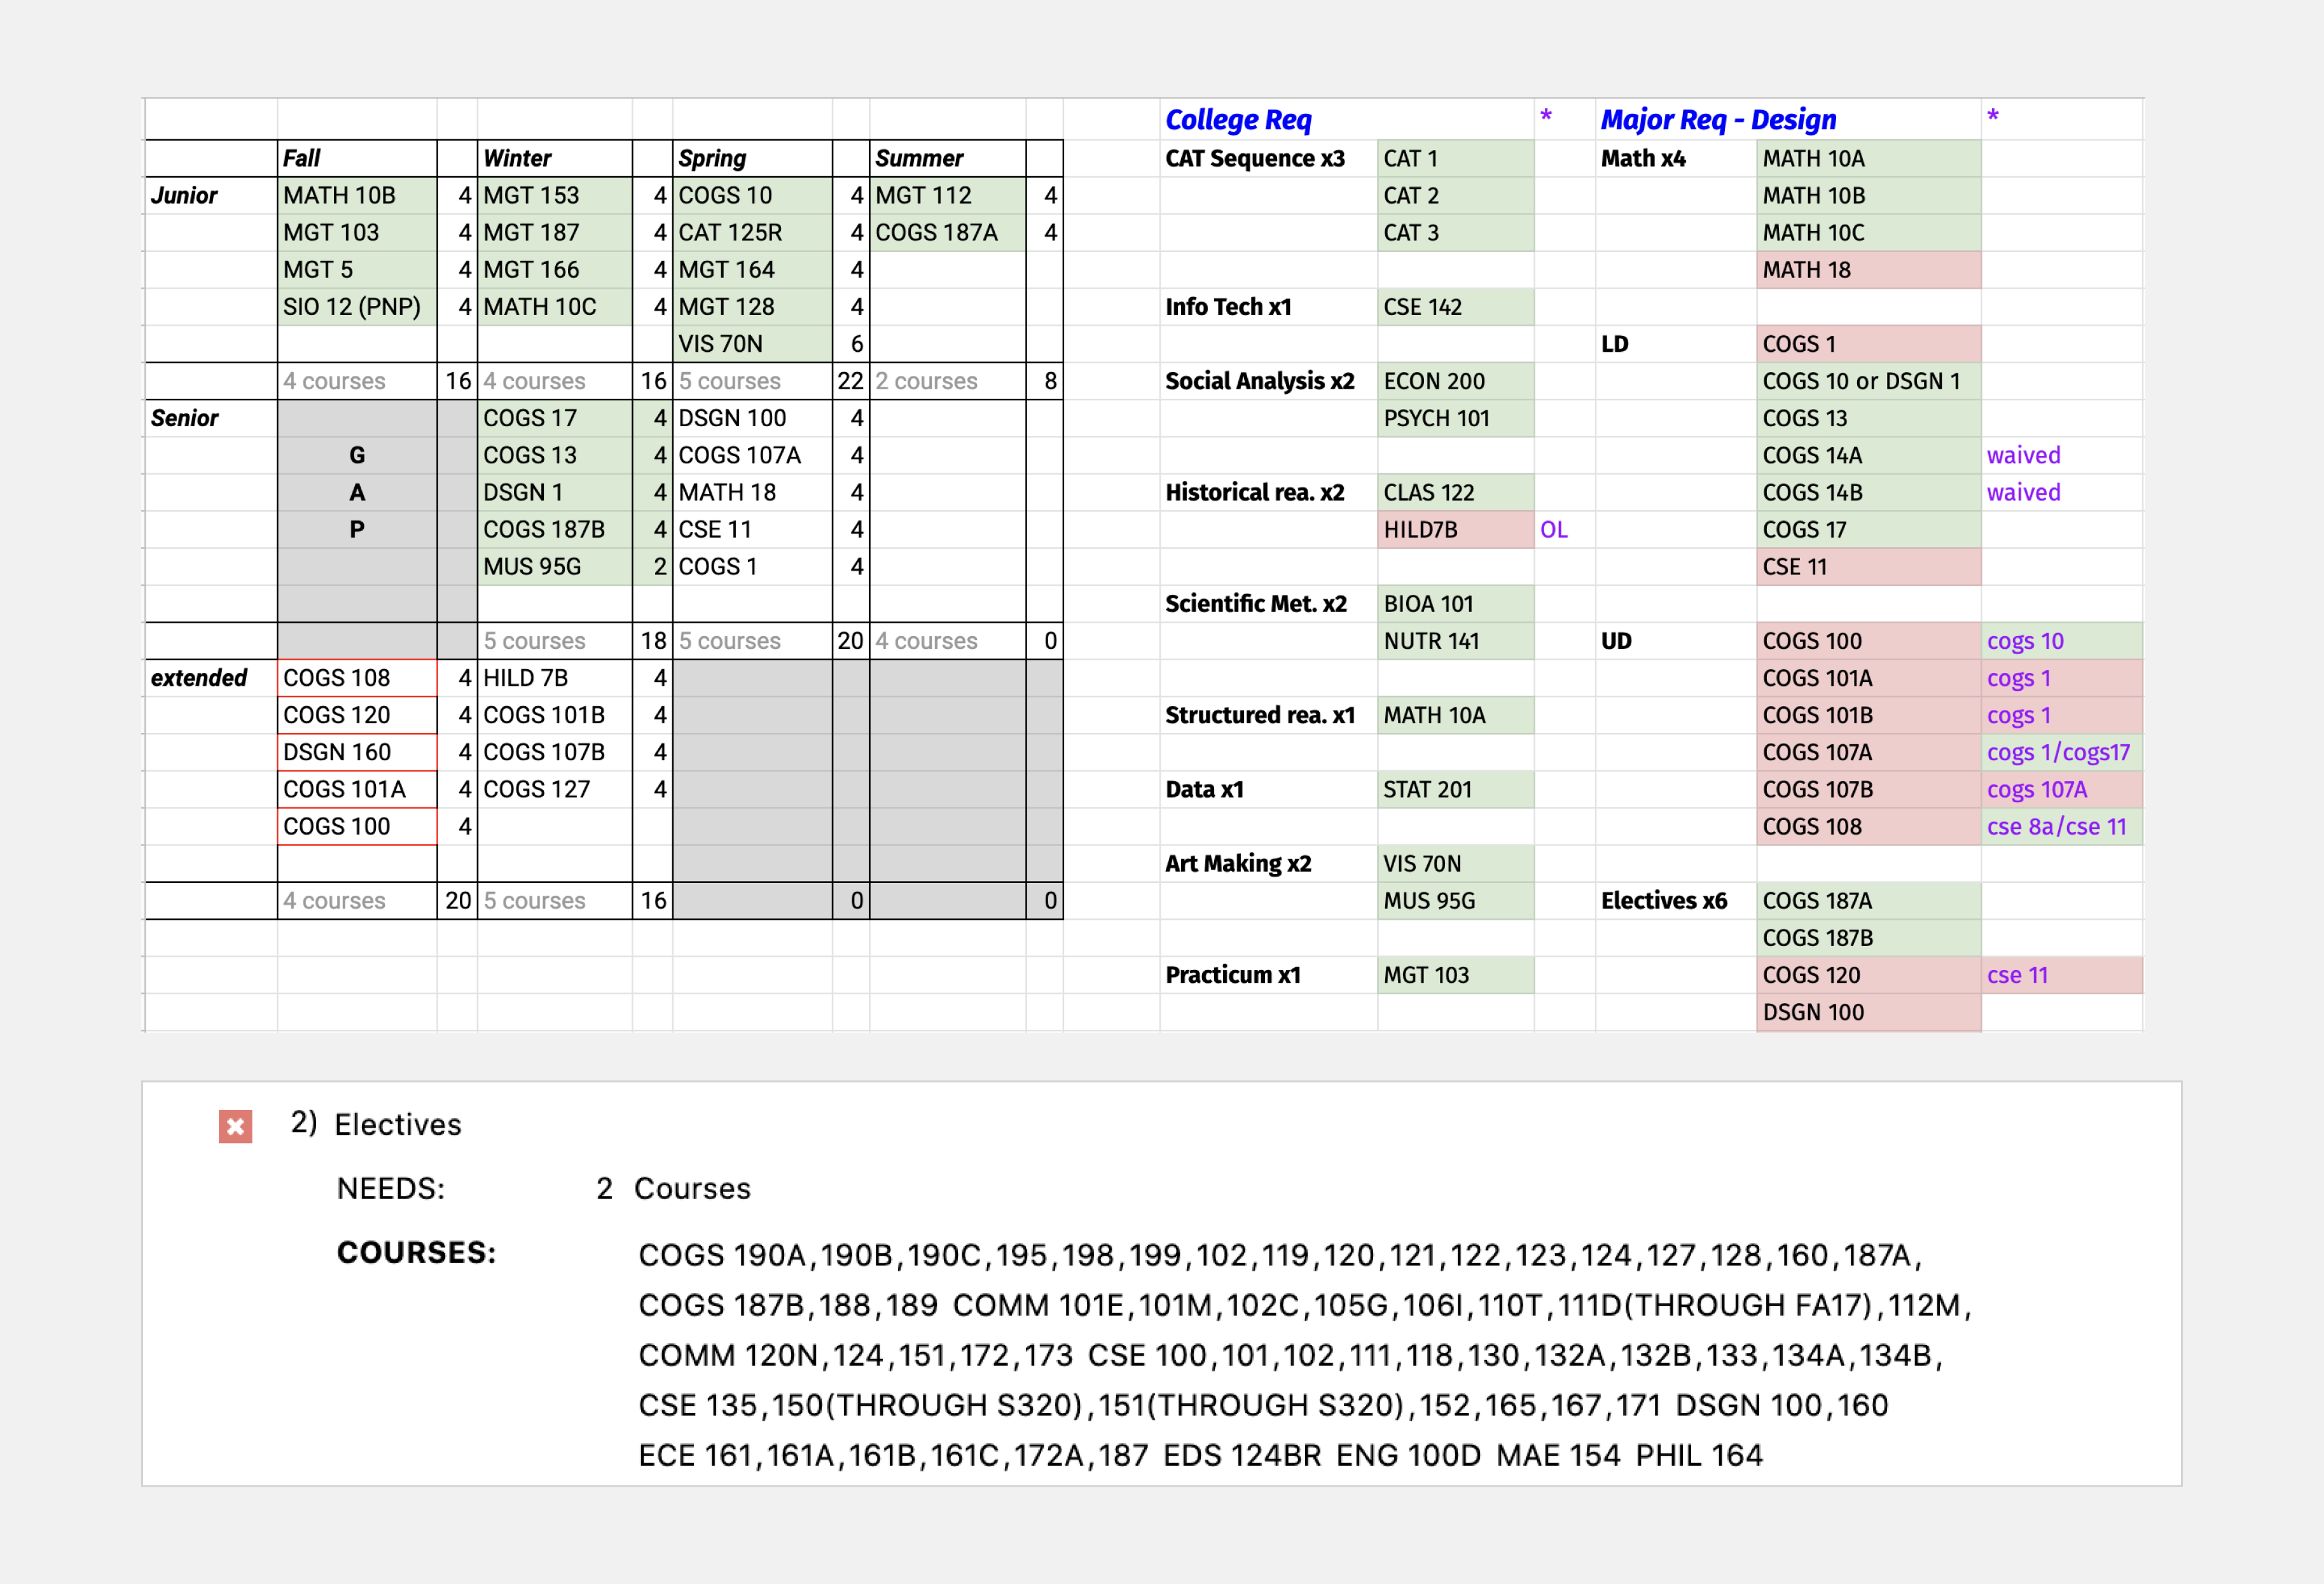 College Req * Major Req - Design *
Fall Winter Spring Summer CAT Sequence x3 CAT 1 Math x4 MATH 10A
Junior MATH 10B 4 MGT 153 4 COGS 10 4 MGT 112 4 CAT 2 MATH 10B
MGT 103 4 MGT 187 4 CAT 125R 4 COGS 187A 4 CAT 3 MATH 10C
MGT 5 4 MGT 166 4 MGT 164 4 MATH 18
SIO 12 (PNP) 4 MATH 10C 4 MGT 128 4 Info Tech x1 CSE 142
VIS 70N 6 LD COGS 1
4 courses 16 4 courses 16 5 courses 22 2 courses 8 Social Analysis x2 ECON 200 COGS 10 or DSGN 1
Senior COGS 17 4 DSGN 100 4 PSYCH 101 COGS 13
G COGS 13 4 COGS 107A 4 COGS 14A waived
A DSGN 1 4 MATH 18 4 Historical rea. x2 CLAS 122 COGS 14B waived
P COGS 187B 4 CSE 11 4 HILD7B OL COGS 17
MUS 95G 2 COGS 1 4 CSE 11
Scientific Met. x2 BIOA 101
5 courses 18 5 courses 20 4 courses 0 NUTR 141 UD COGS 100 cogs 10
extended COGS 108 4 HILD 7B 4 COGS 101A cogs 1
COGS 120 4 COGS 101B 4 Structured rea. x1 MATH 10A COGS 101B cogs 1
DSGN 160 4 COGS 107B 4 COGS 107A cogs 1/cogs17
COGS 101A 4 COGS 127 4 Data x1 STAT 201 COGS 107B cogs 107A
COGS 100 4 COGS 108 cse 8a/cse 11
Art Making x2 VIS 70N
4 courses 20 5 courses 16 0 0 MUS 95G Electives x6 COGS 187A
COGS 187B
Practicum x1 MGT 103 COGS 120 cse 11
DSGN 100
2) Electives
NEEDS: 2 Courses
COURSES: COGS 190A,190B,190C,195,198,199,102,119,120,121,122,123,124,127,128,160,187A,
COGS 187B,188,189 COMM 101E,101M,102C,105G,106I,110T,111D(THROUGH FA17),112M,
COMM 120N,124,151,172,173 CSE 100,101,102,111,118,130,132A,132B,133,134A,134B,
CSE 135,150(THROUGH S320),151(THROUGH S320),152,165,167,171 DSGN 100,160
ECE 161,161A,161B,161C,172A,187 EDS 124BR ENG 100D MAE 154 PHIL 164